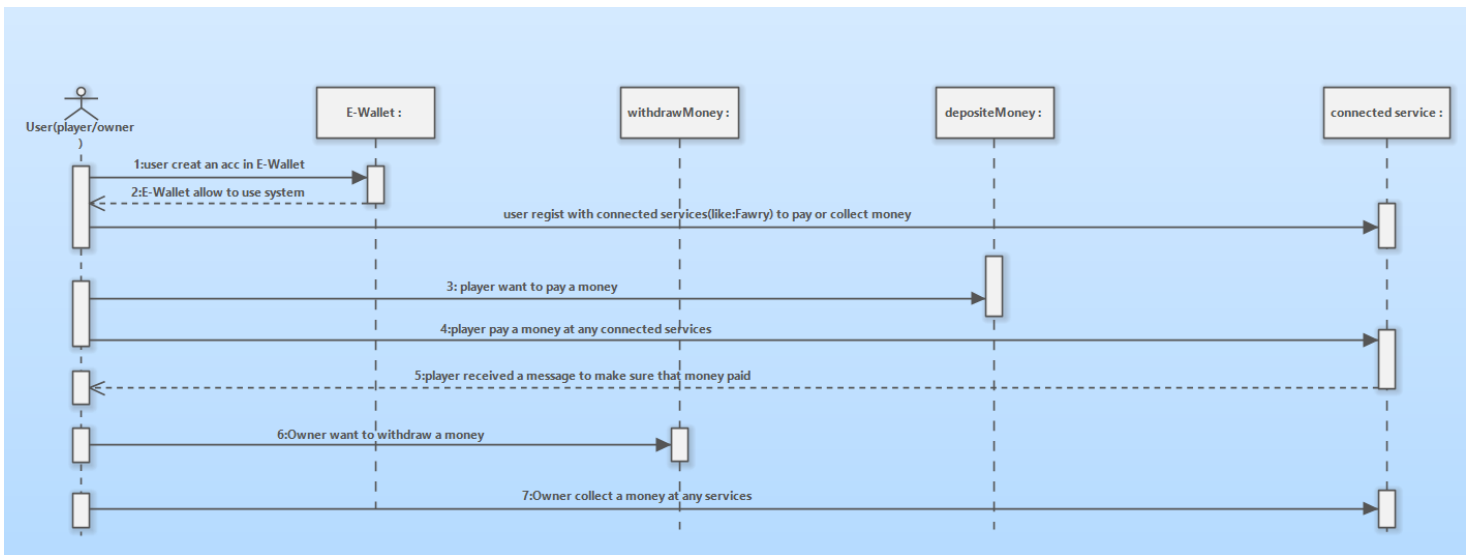 User(player/owner
)
E-Wallet :
withdrawMoney :
depositeMoney :
connected service :
1:user creat an acc in E-Wallet
2:E-Wallet allow to use system
user regist with connected services(like:Fawry) to pay or collect money
3: player want to pay a money
4:player pay a money at any connected services
5:player received a message to make sure that money paid
6:Owner want to withdraw a money
7:Owner collect a money at any services